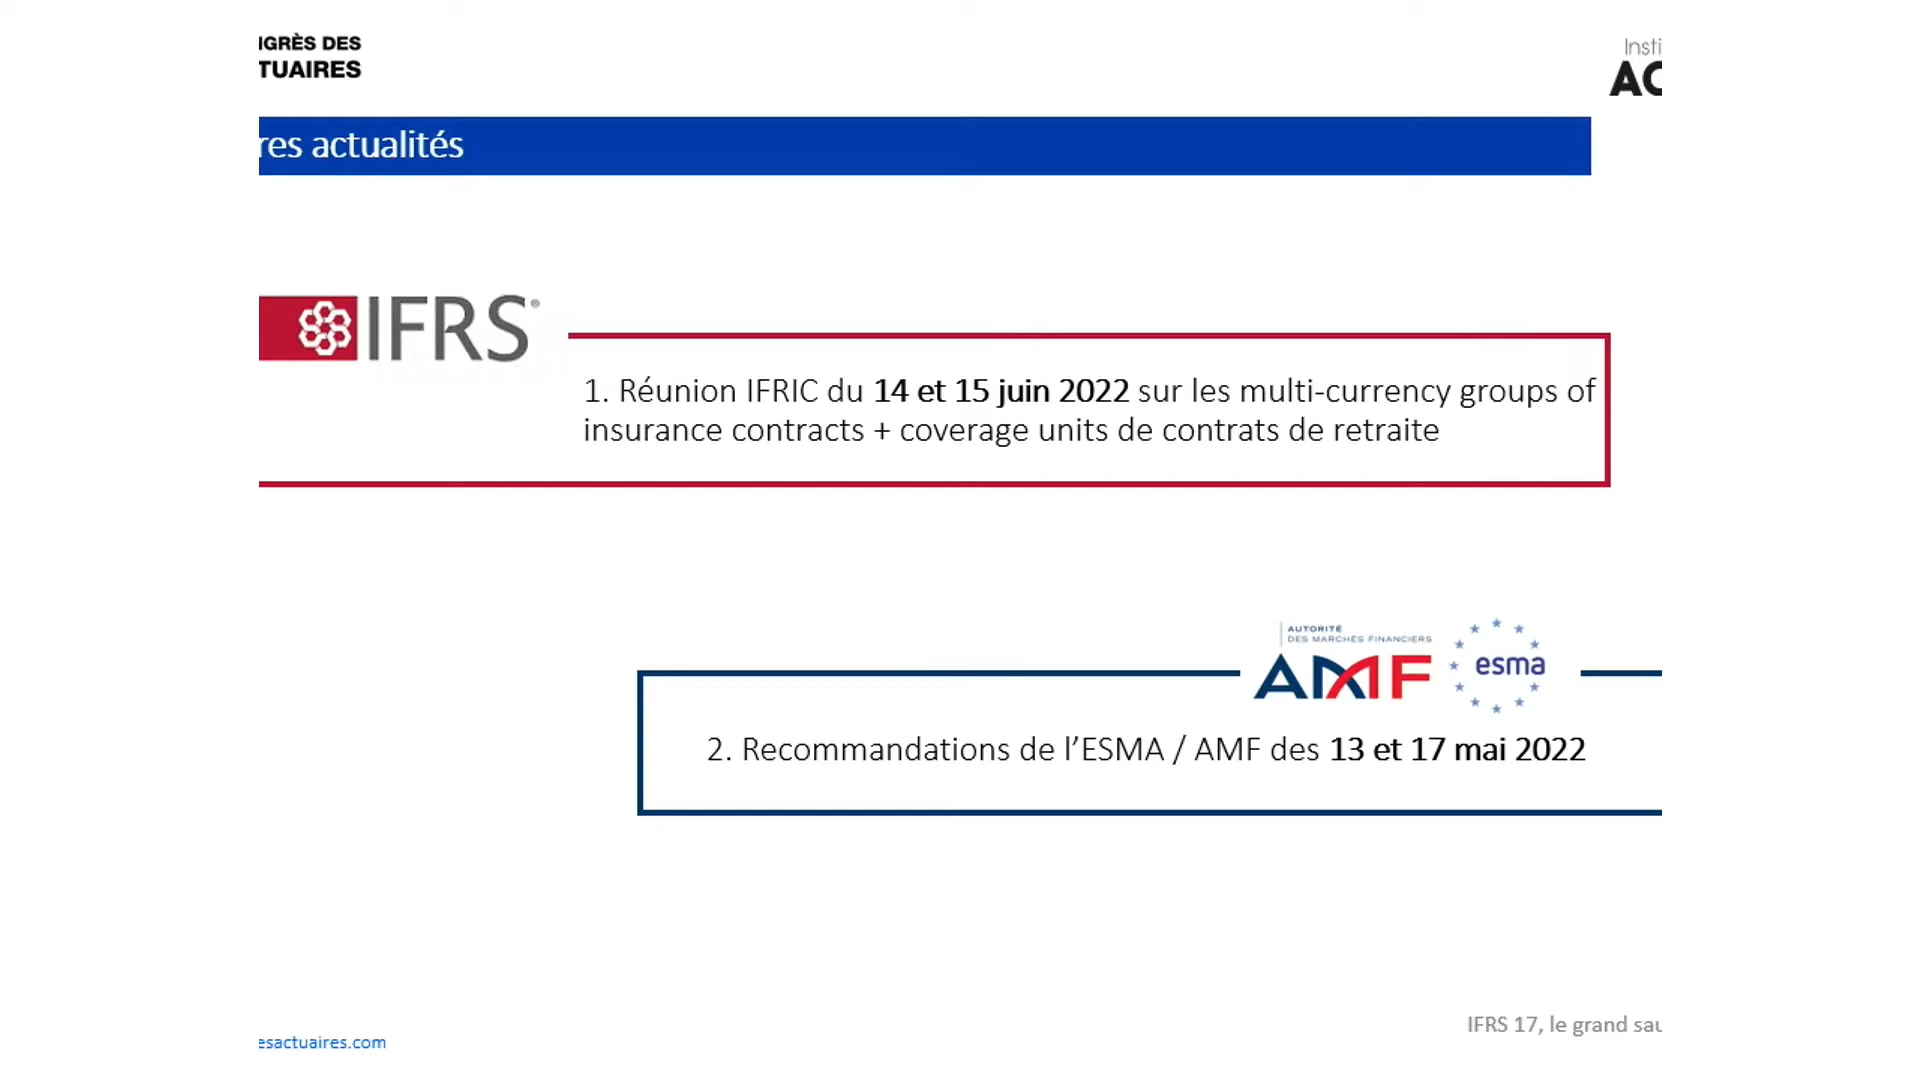 NGRÈS DES
TUAIRES
Insti
AC
res actualités
IFRS®
1. Réunion IFRIC du 14 et 15 juin 2022 sur les multi-currency groups of
insurance contracts + coverage units de contrats de retraite
AUTORITÉ
DES MARCHÉS FINANCIERS
AMF
esma
2. Recommandations de l’ESMA / AMF des 13 et 17 mai 2022
IFRS 17, le grand sau
esactuaires.com